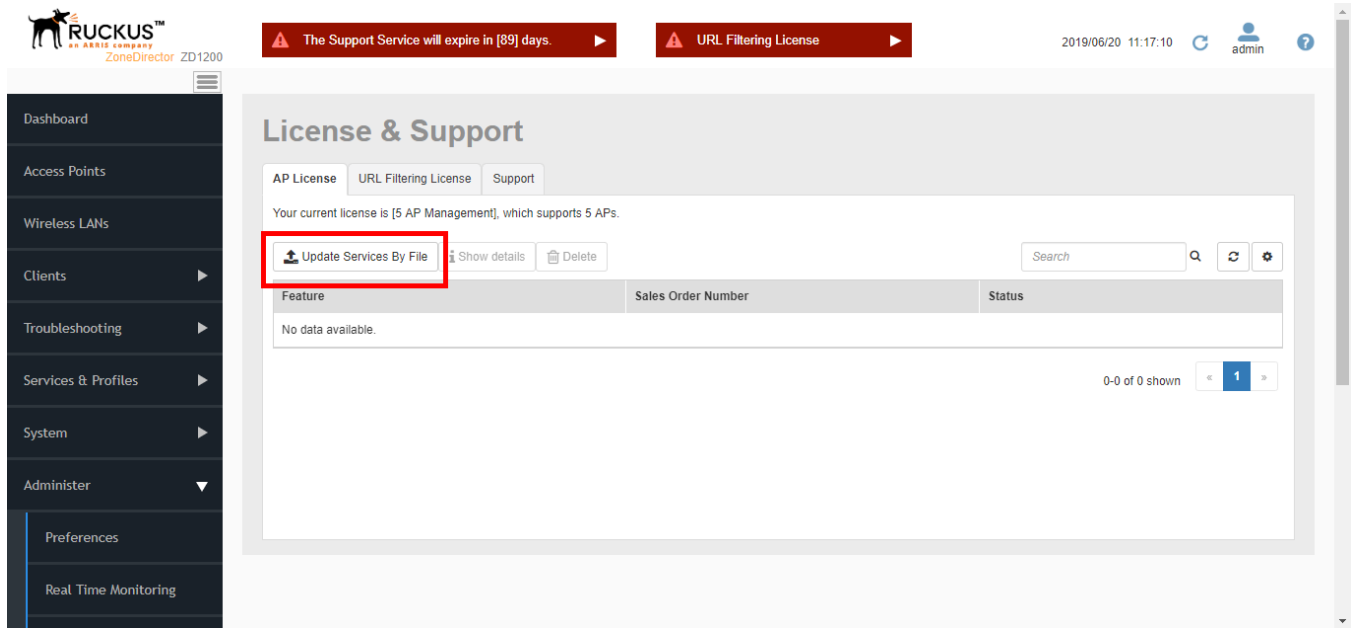 RUCKUS™
an ARRIS company
ZoneDirector ZD1200
The Support Service will expire in [89] days.
URL Filtering License
2019/06/20 11:17:10
admin
?
Dashboard
Access Points
Wireless LANs
Clients
Troubleshooting
Services & Profiles
System
Administer
Preferences
Real Time Monitoring
License & Support
AP License URL Filtering License Support
Your current license is [5 AP Management], which supports 5 APs.
Update Services By File Show details Delete Search
Feature Sales Order Number Status
No data available.
0-0 of 0 shown « 1 »